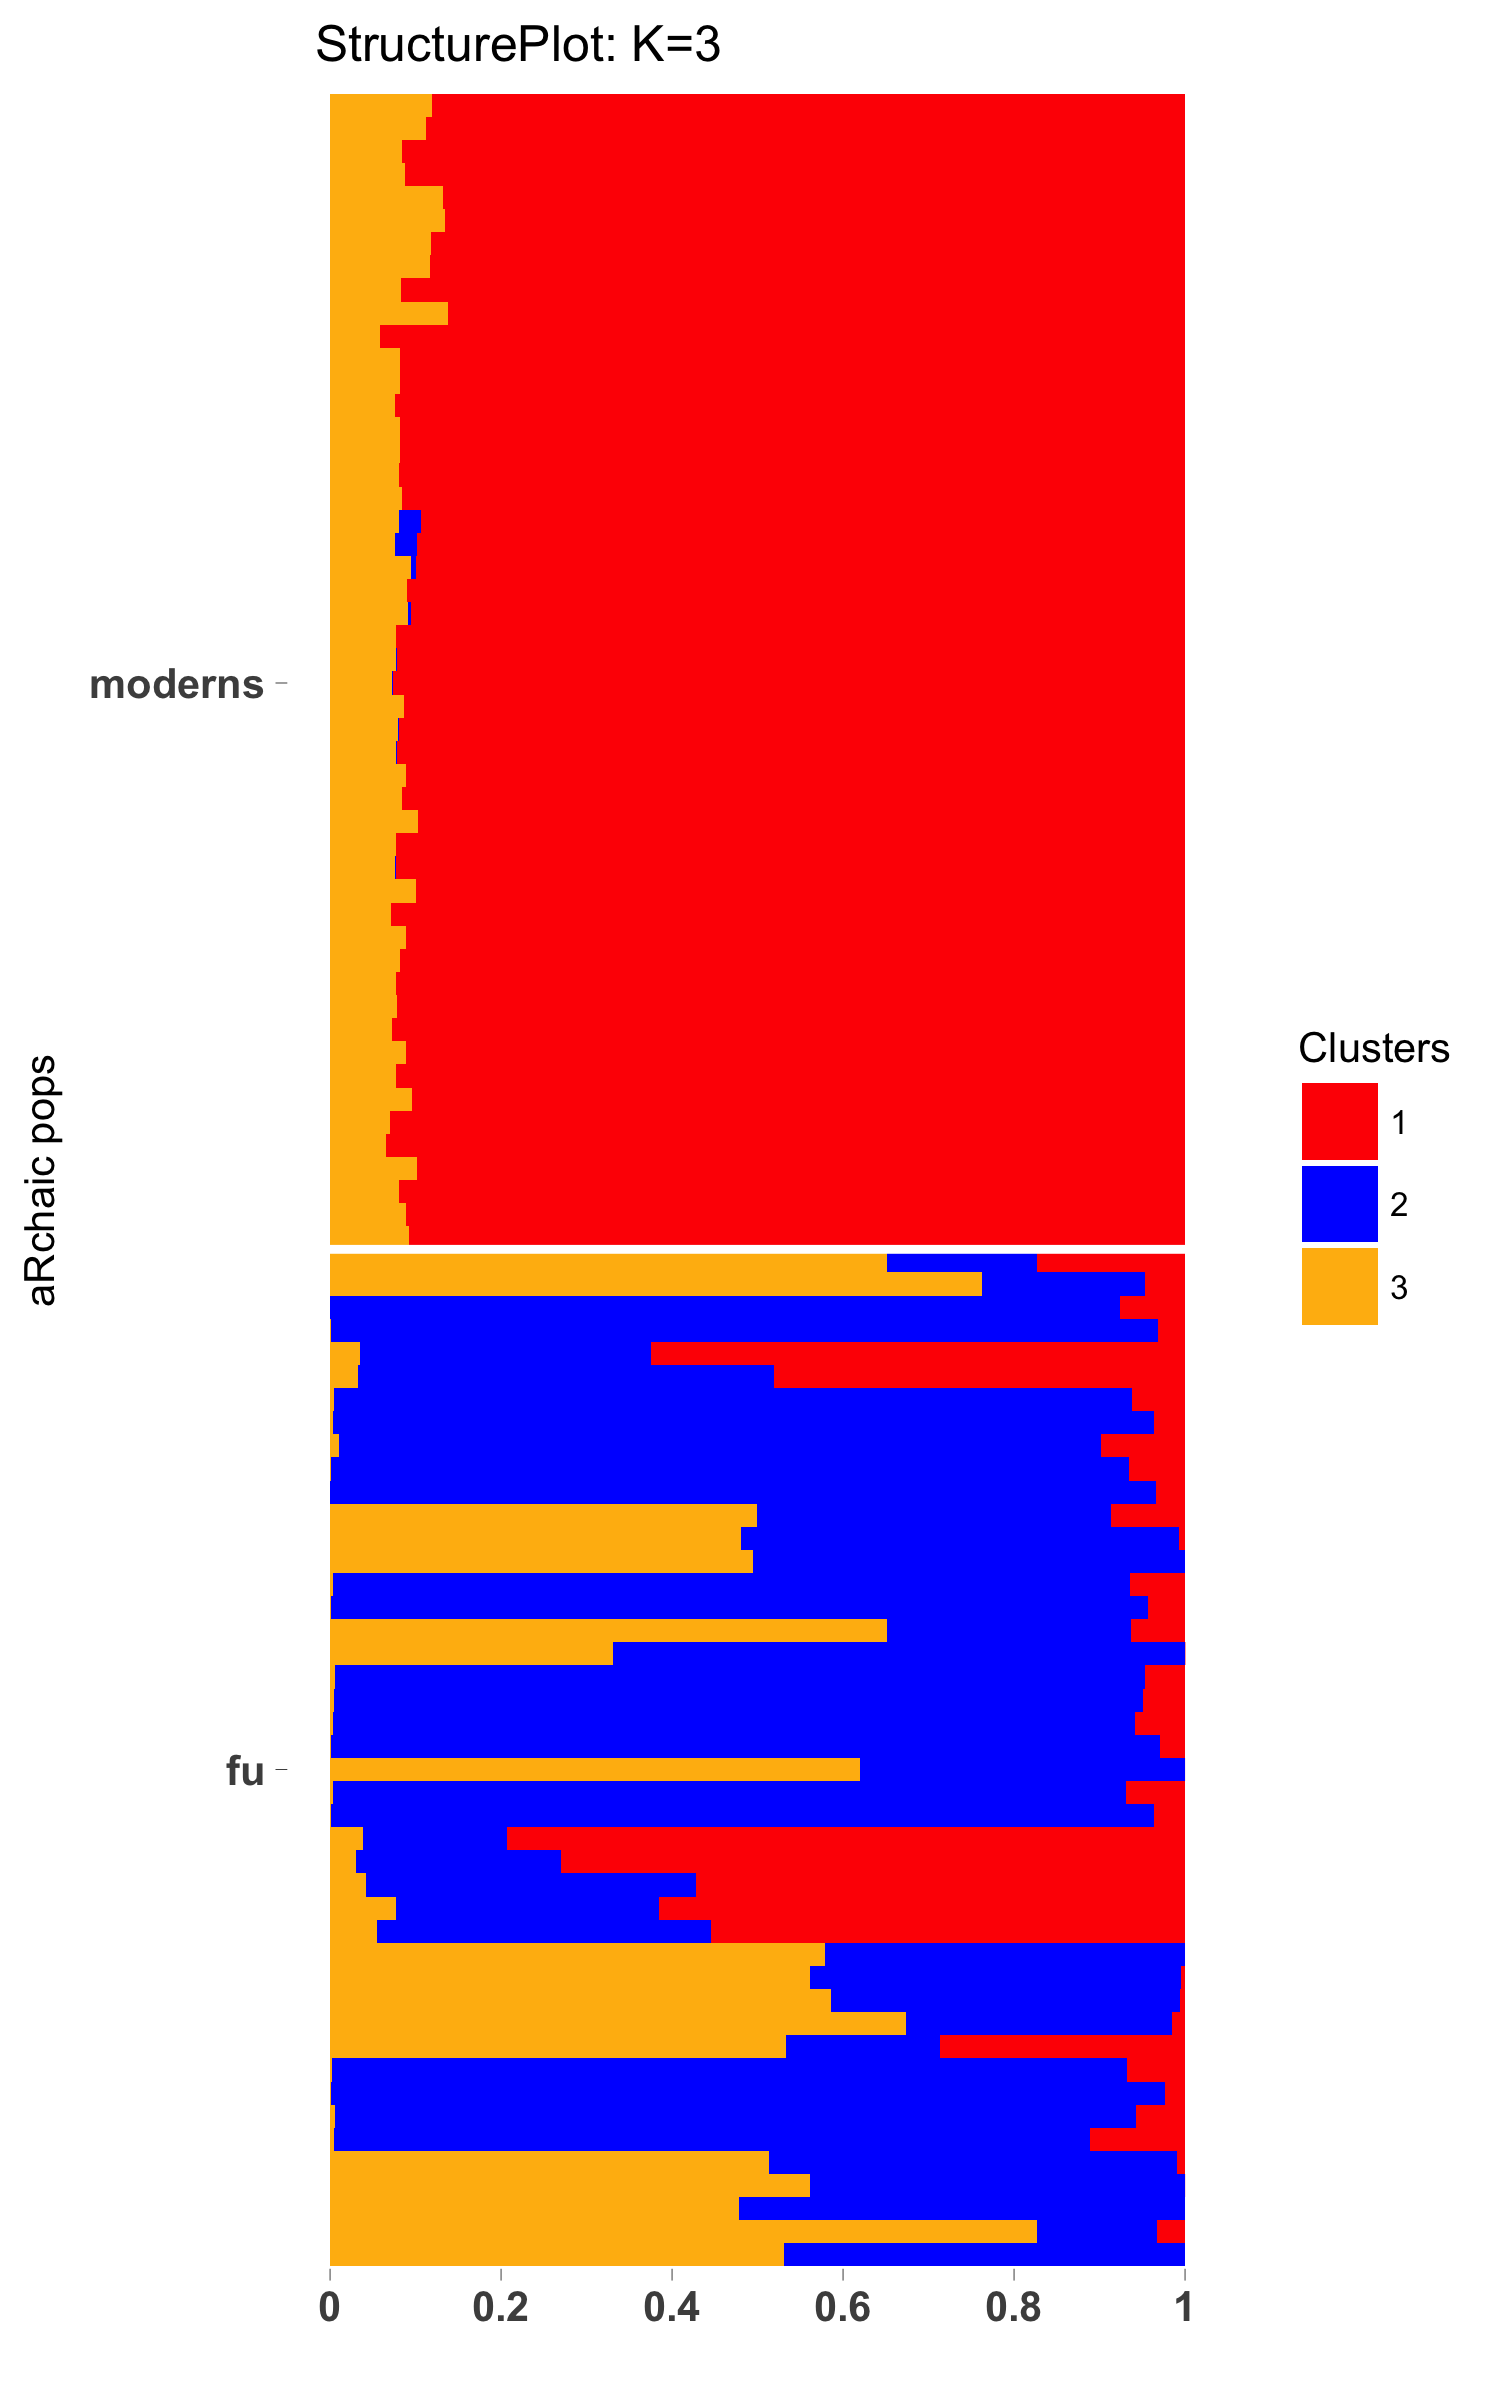 StructurePlot: K=3
moderns
fu
aRchaic pops
0 0.2 0.4 0.6 0.8 1
Clusters
1
2
3